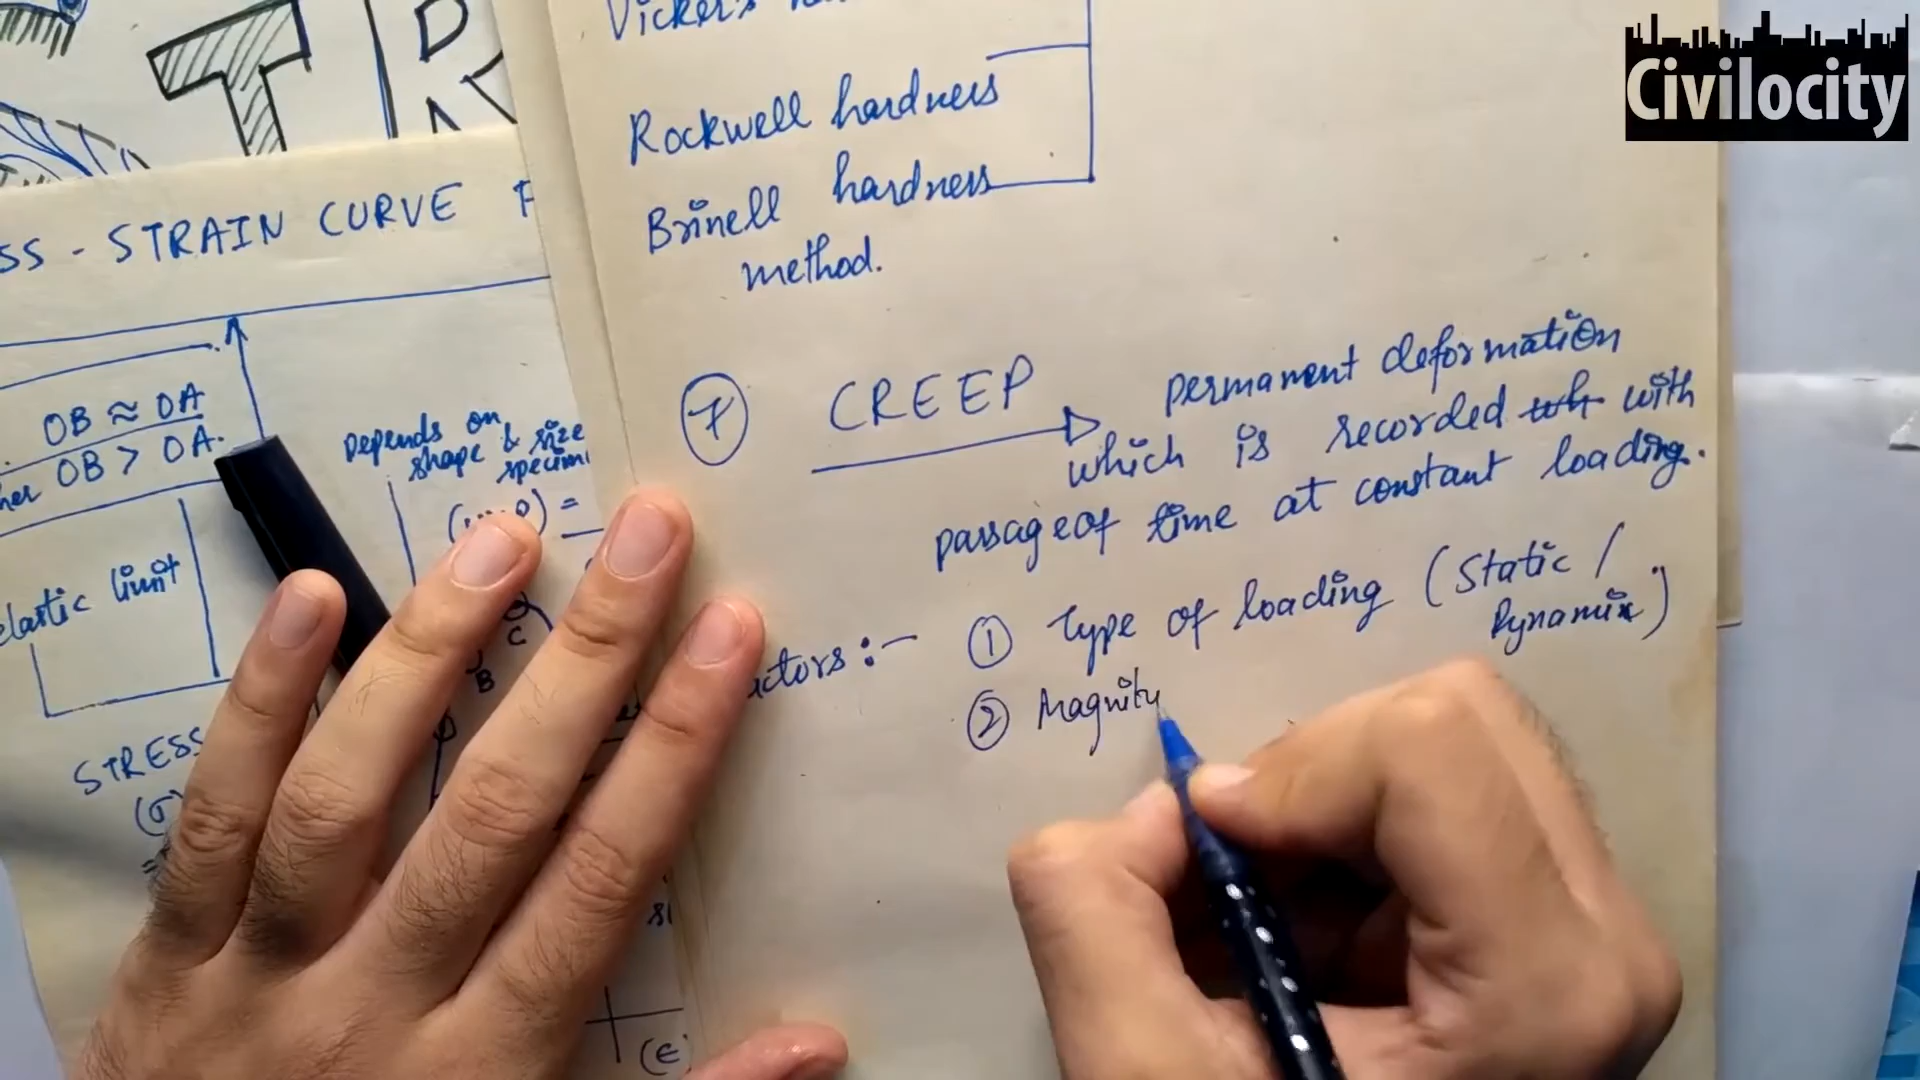 Civilocity
TR
SS - STRAIN CURVE F
OB ≈ OA
OB > OA.
Depends on
shape & size
elastic limit
C
B
STRESS
(σ)
(ε)
Rockwell hardness
Brinell hardness
method.
7 CREEP permanent deformation
which is recorded with
passage of time at constant loading.
actors :- 1 Type of loading (Static /
Dynamic)
2 Magnitu